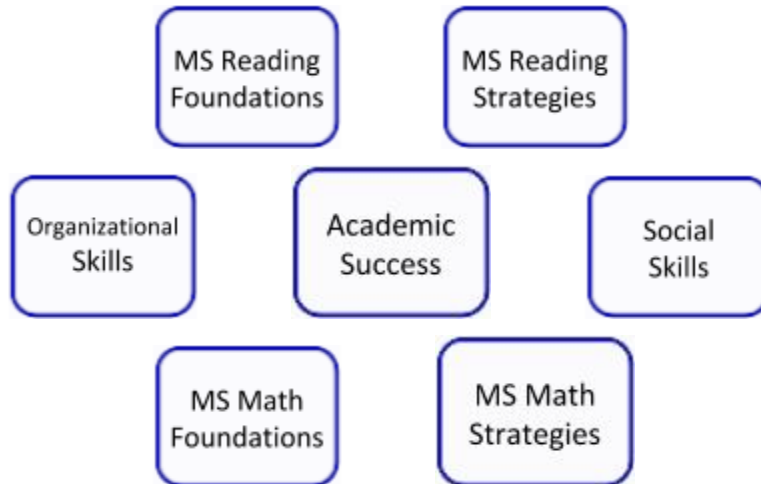 MS Reading
Foundations
MS Reading
Strategies
Organizational
Skills
Academic
Success
Social
Skills
MS Math
Foundations
MS Math
Strategies